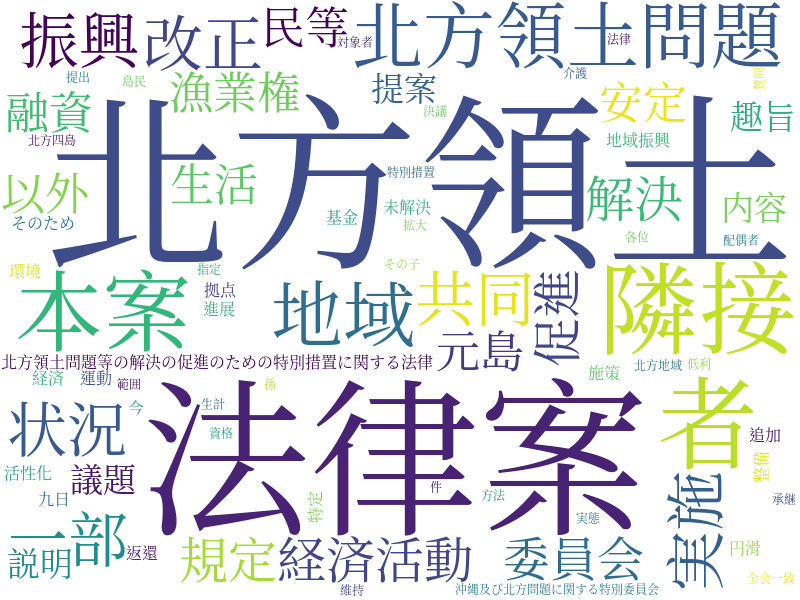 振興
改正
民等
対象者
北方領土問題
法律
提出
島民
漁業権
提案
決議
介護
安定
賛同
融資
北方四島
趣旨
地域振興
北方領土
以外
そのため
生活
特別措置
基金
未解決
拡大
解決
内容
各位
配偶者
環境
指定
その子
本案
拠点
進展
地域
共同
元島
促進
隣接
北方領土問題等の解決の促進のための特別措置に関する法律
経済
運動
範囲
孫
施策
北方地域
低利
法律案
者
状況
今
生計
資格
追加
活性化
議題
九日
特定
件
方法
実態
実施
整備
承継
一部
説明
返還
規定
経済活動
維持
委員会
円滑
沖縄及び北方問題に関する特別委員会
全会一致